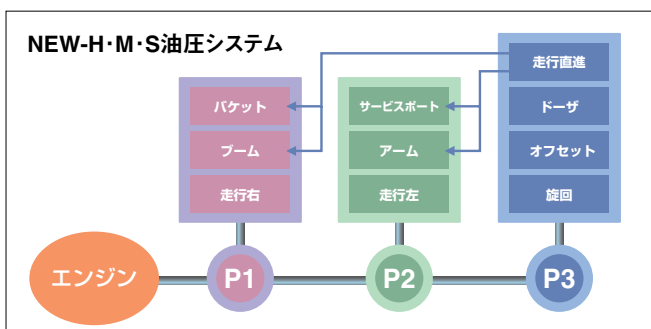 NEW-H･M･S油圧システム
バケット
ブーム
走行右
サービスポート
アーム
走行左
走行直進
ドーザ
オフセット
旋回
エンジン
P1
P2
P3